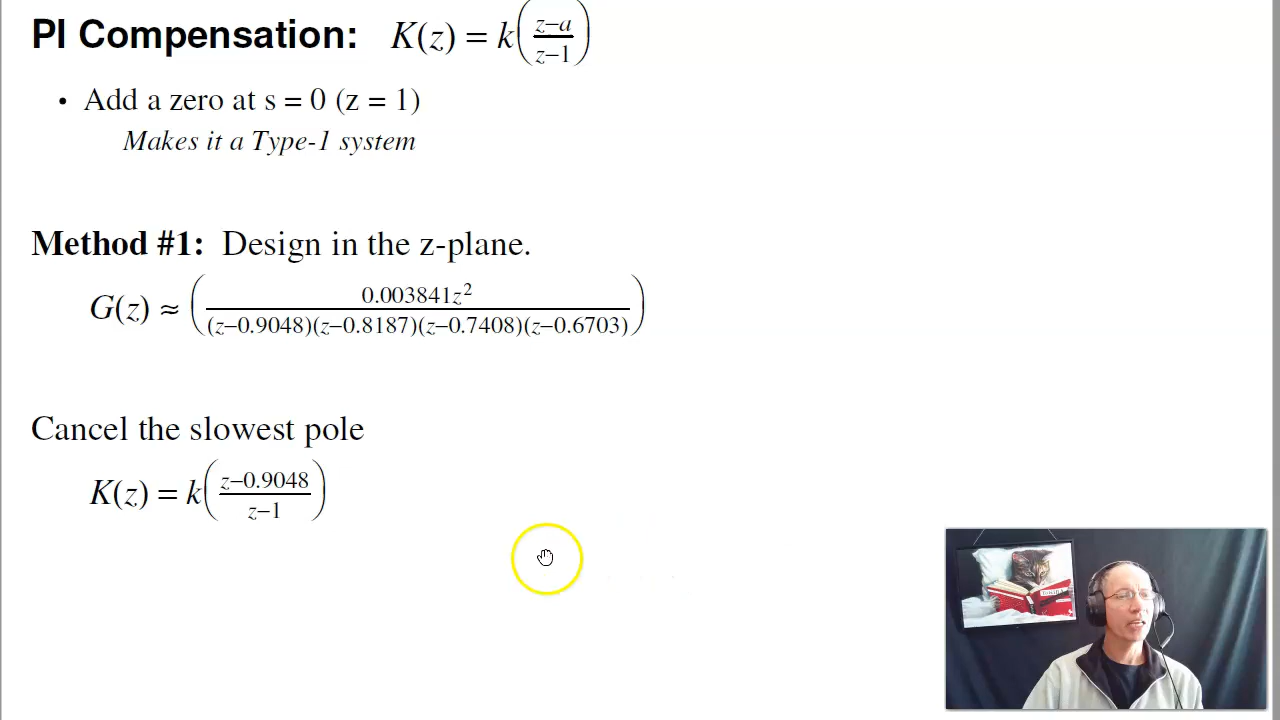 PI Compensation: K(z) = k(z−a / z−1)
• Add a zero at s = 0 (z = 1)
Makes it a Type-1 system
Method #1: Design in the z-plane.
G(z) ≈ (0.003841z² / (z−0.9048)(z−0.8187)(z−0.7408)(z−0.6703))
Cancel the slowest pole
K(z) = k(z−0.9048 / z−1)